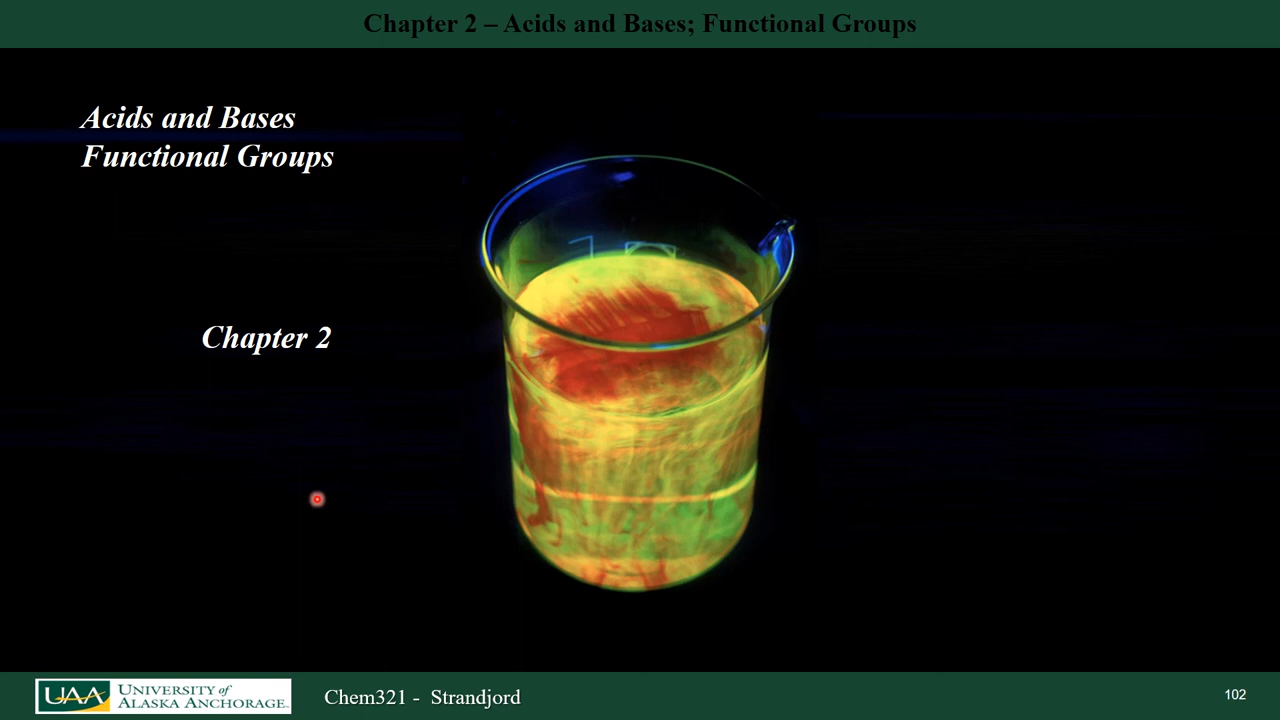 Chapter 2 – Acids and Bases; Functional Groups
Acids and Bases
Functional Groups
Chapter 2
UAA
UNIVERSITY of
ALASKA ANCHORAGE
Chem321 - Strandjord
102